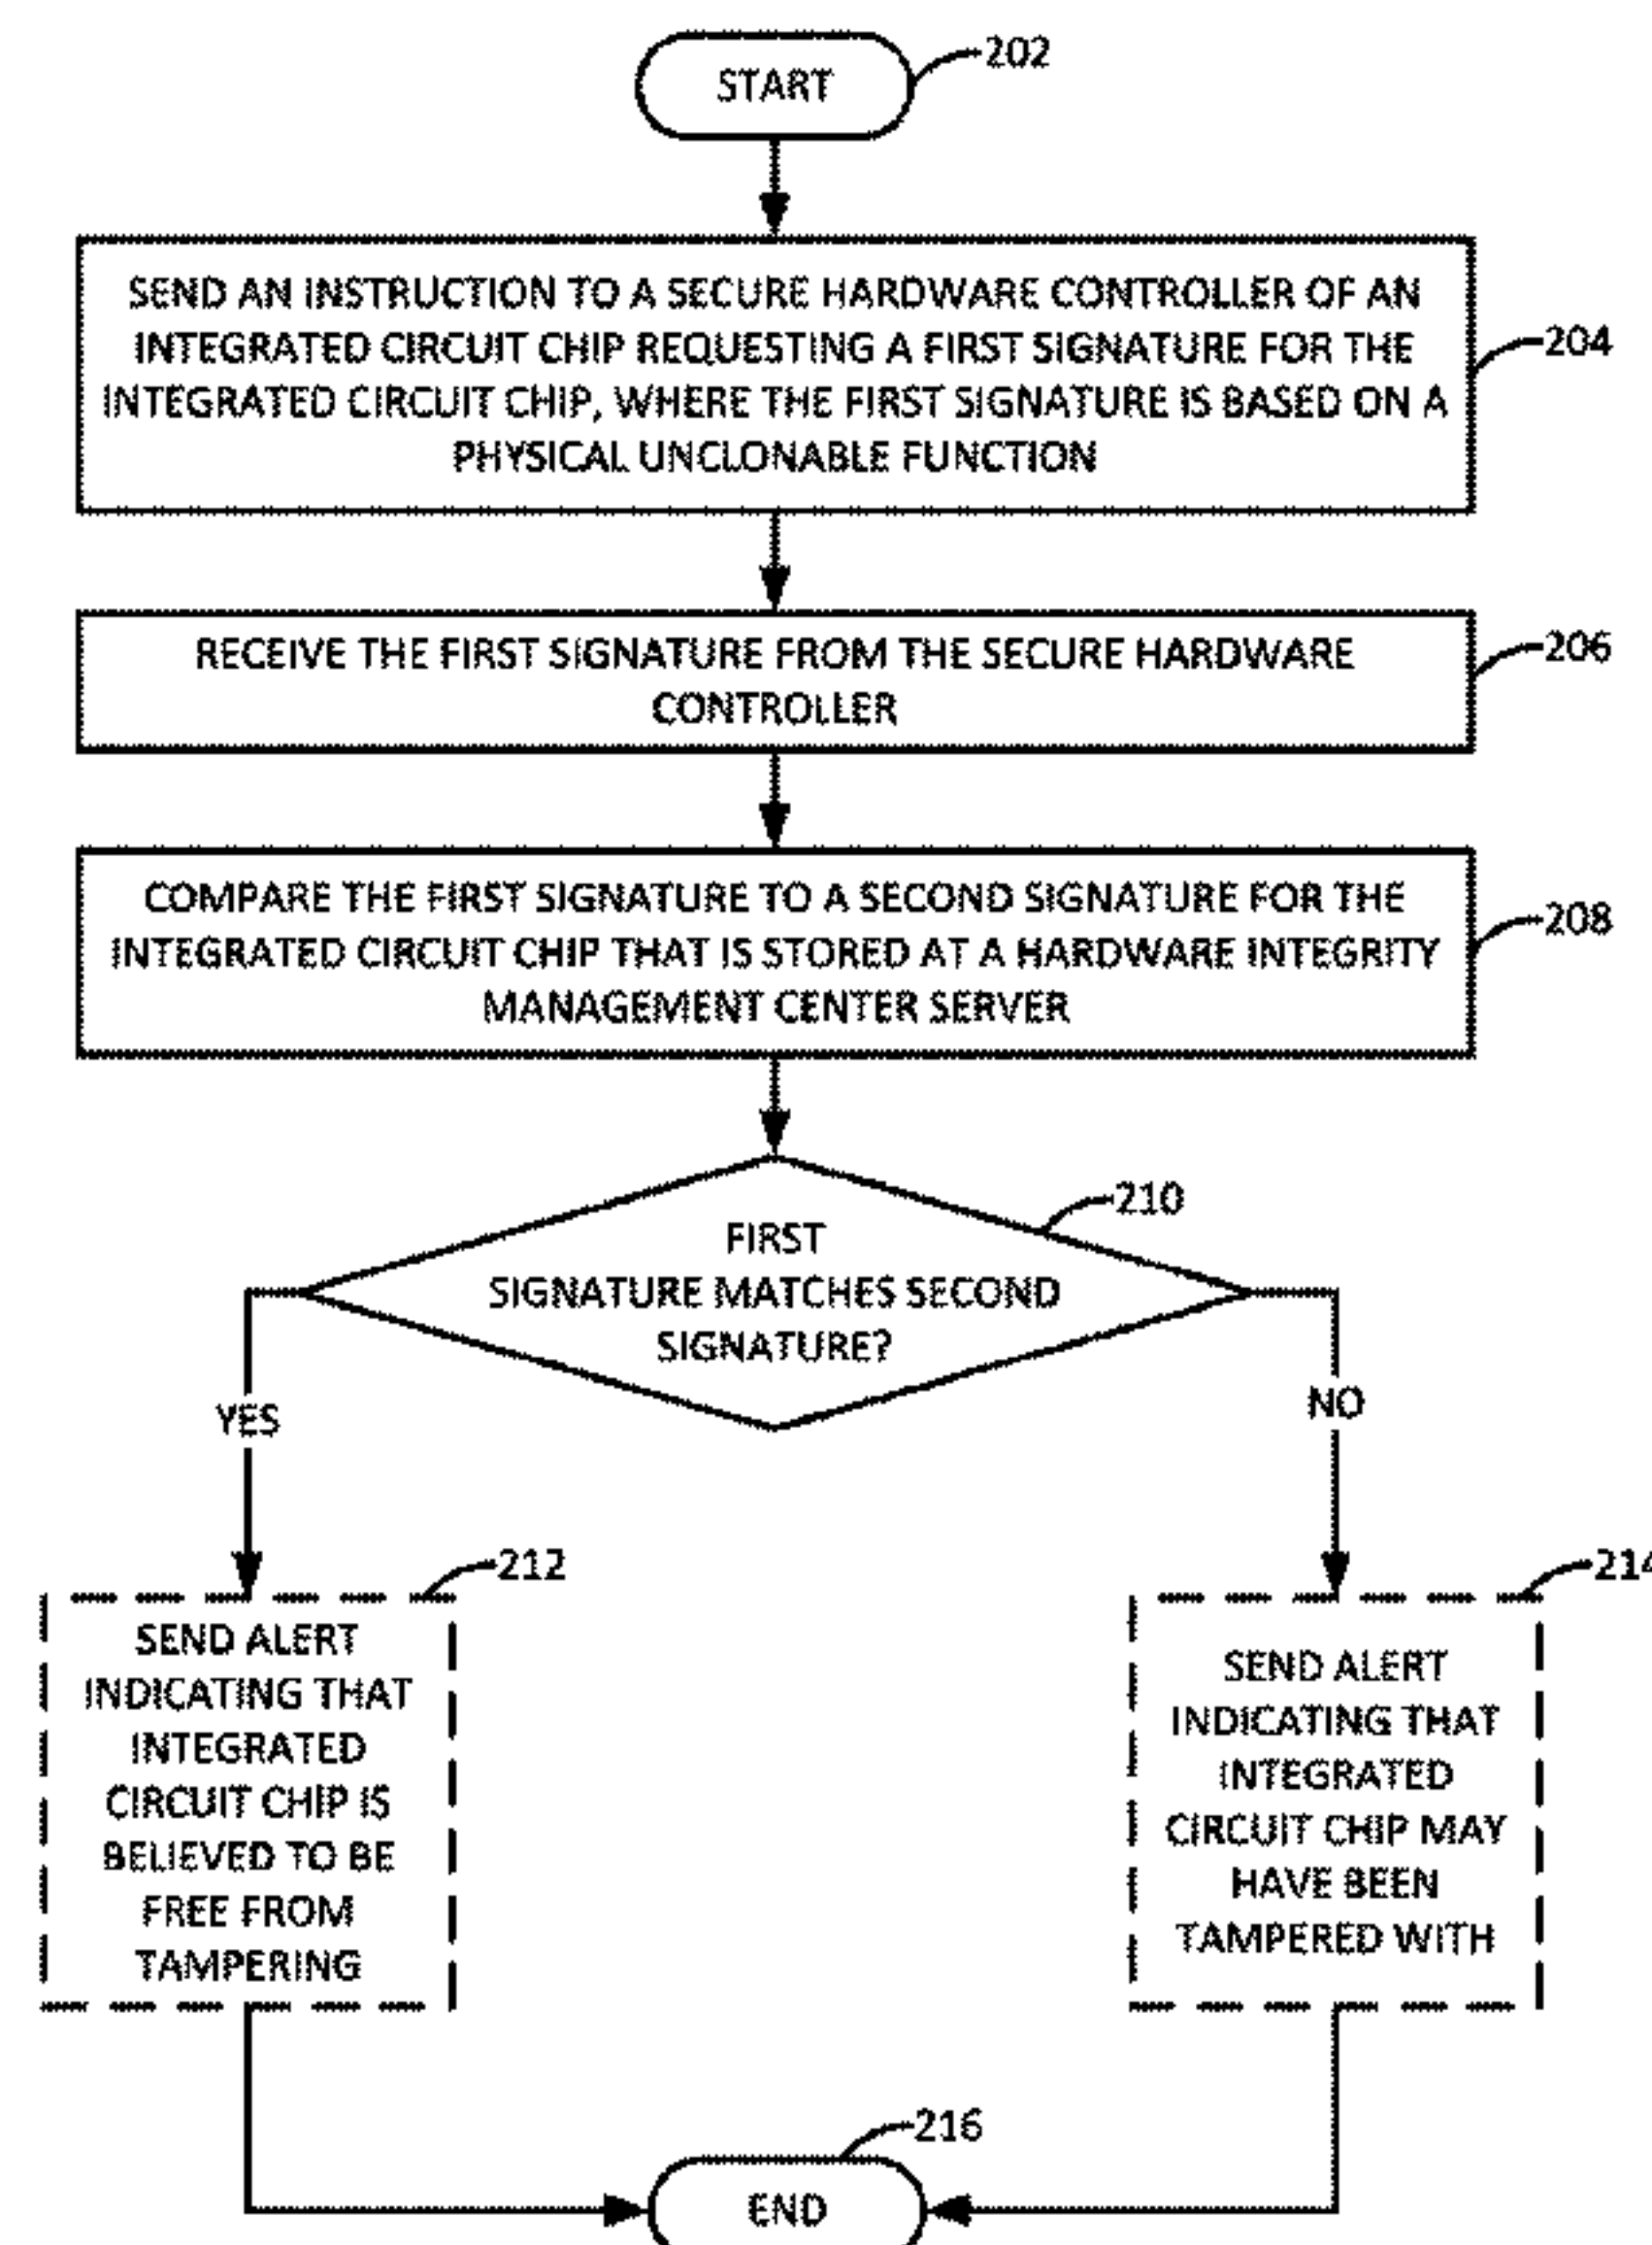 START
202
SEND AN INSTRUCTION TO A SECURE HARDWARE CONTROLLER OF AN
INTEGRATED CIRCUIT CHIP REQUESTING A FIRST SIGNATURE FOR THE
INTEGRATED CIRCUIT CHIP, WHERE THE FIRST SIGNATURE IS BASED ON A
PHYSICAL UNCLONABLE FUNCTION
204
RECEIVE THE FIRST SIGNATURE FROM THE SECURE HARDWARE
CONTROLLER
206
COMPARE THE FIRST SIGNATURE TO A SECOND SIGNATURE FOR THE
INTEGRATED CIRCUIT CHIP THAT IS STORED AT A HARDWARE INTEGRITY
MANAGEMENT CENTER SERVER
208
FIRST
SIGNATURE MATCHES SECOND
SIGNATURE?
210
YES
NO
SEND ALERT
INDICATING THAT
INTEGRATED
CIRCUIT CHIP IS
BELIEVED TO BE
FREE FROM
TAMPERING
212
SEND ALERT
INDICATING THAT
INTEGRATED
CIRCUIT CHIP MAY
HAVE BEEN
TAMPERED WITH
214
END
216